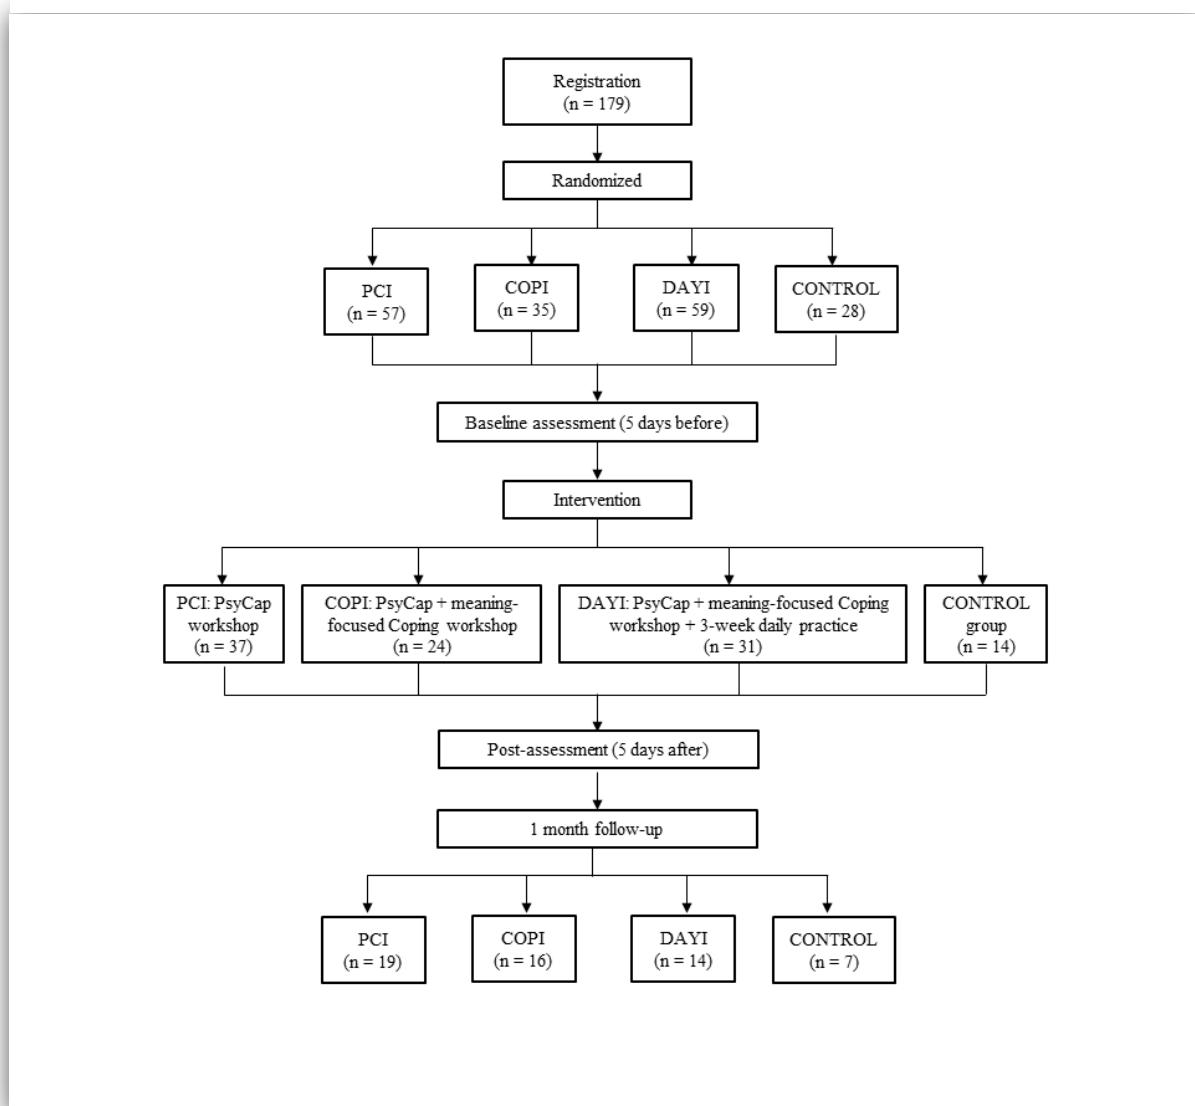 Registration
(n = 179)
Randomized
PCI
(n = 57)
COPI
(n = 35)
DAYI
(n = 59)
CONTROL
(n = 28)
Baseline assessment (5 days before)
Intervention
PCI: PsyCap
workshop
(n = 37)
COPI: PsyCap + meaning-
focused Coping workshop
(n = 24)
DAYI: PsyCap + meaning-focused Coping
workshop + 3-week daily practice
(n = 31)
CONTROL
group
(n = 14)
Post-assessment (5 days after)
1 month follow-up
PCI
(n = 19)
COPI
(n = 16)
DAYI
(n = 14)
CONTROL
(n = 7)